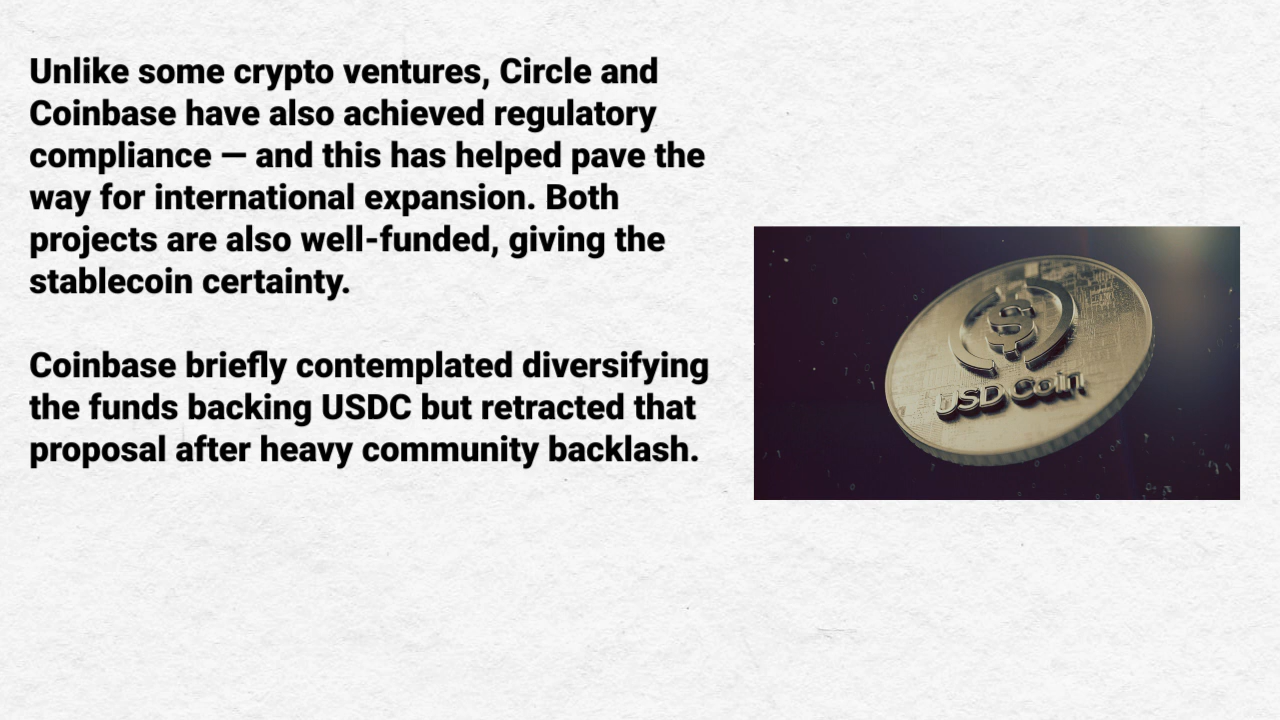 Unlike some crypto ventures, Circle and
Coinbase have also achieved regulatory
compliance — and this has helped pave the
way for international expansion. Both
projects are also well-funded, giving the
stablecoin certainty.
Coinbase briefly contemplated diversifying
the funds backing USDC but retracted that
proposal after heavy community backlash.
$
USD Coin